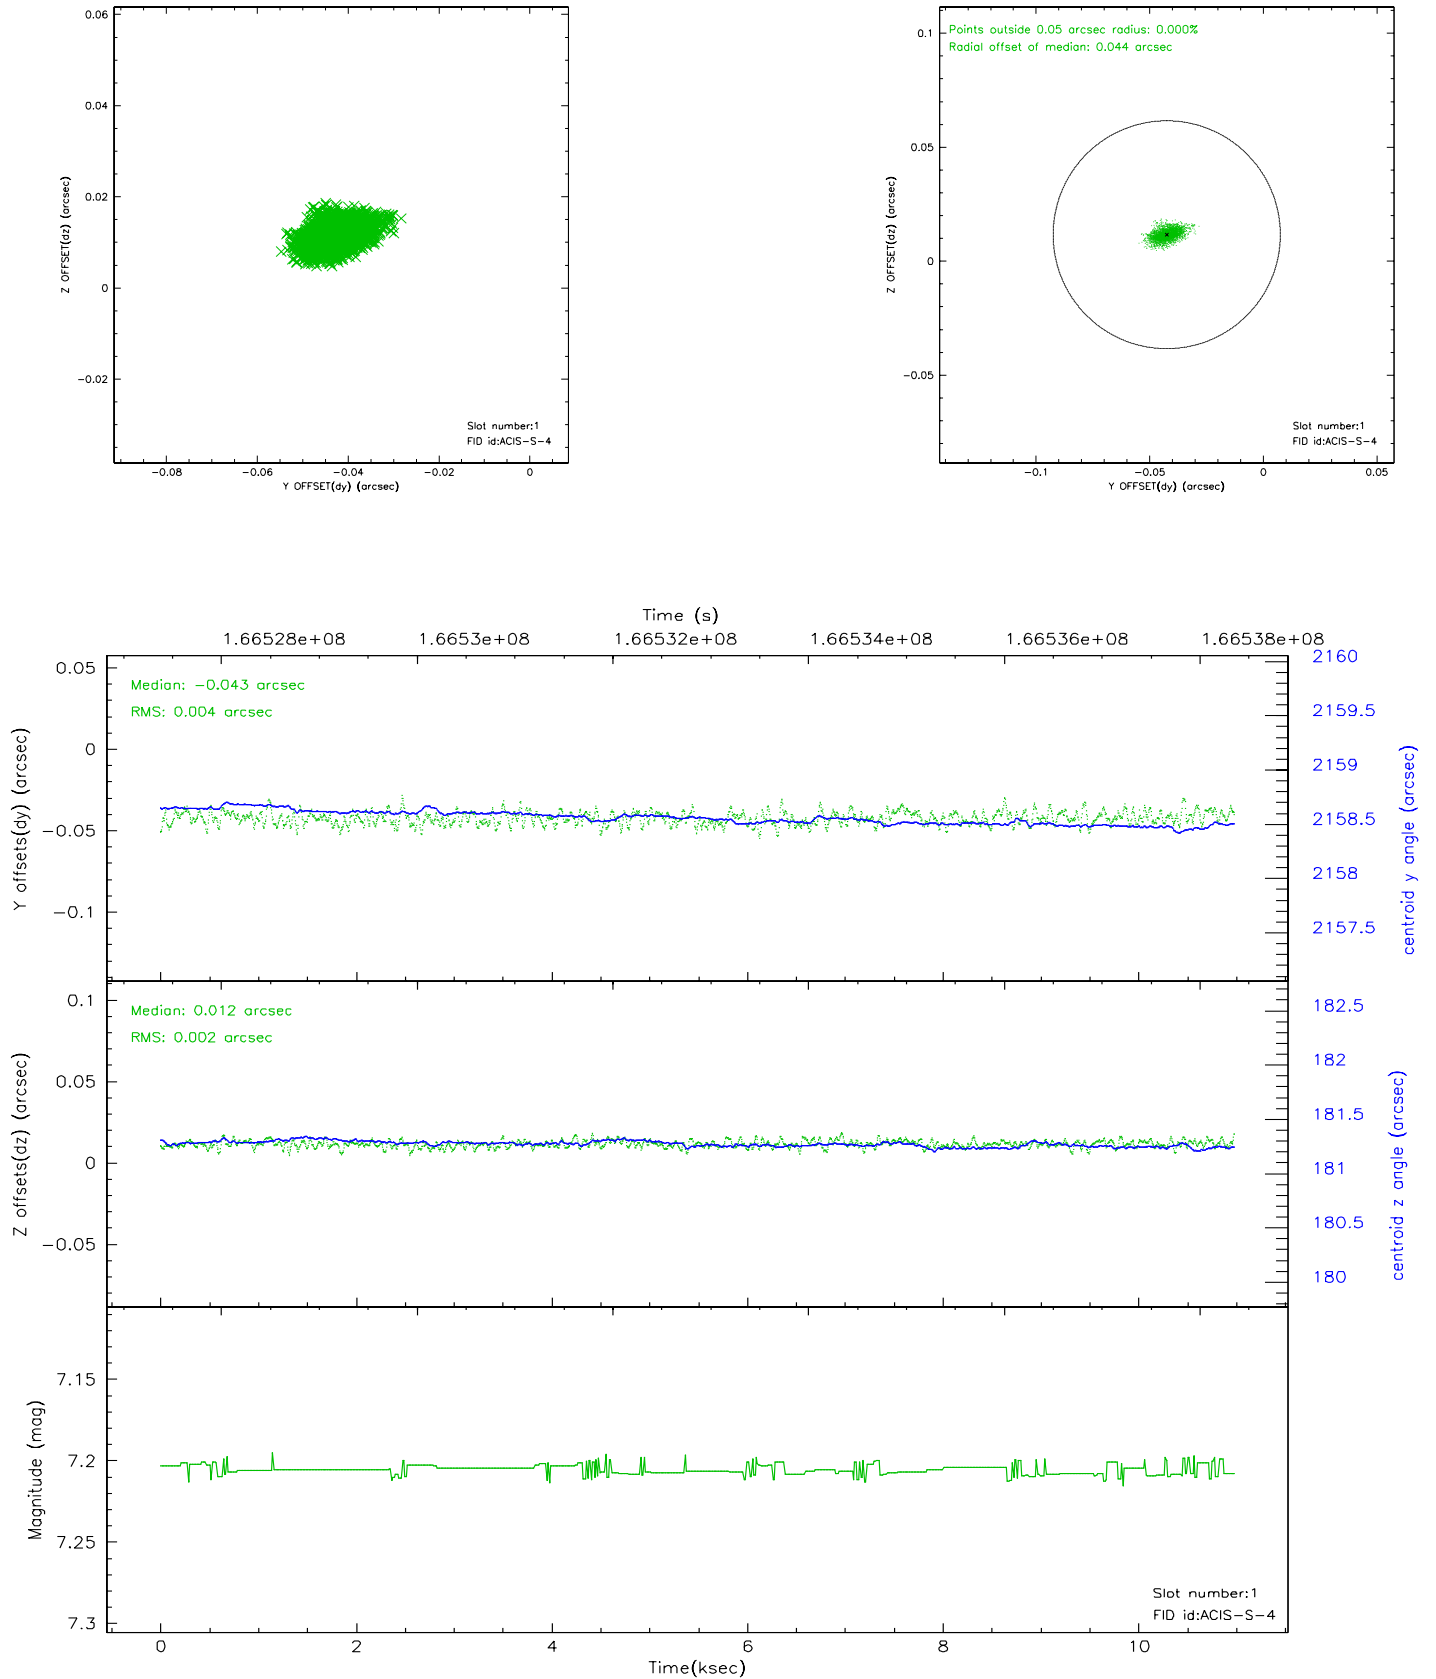 0.06
0.04
0.02
0
−0.02
Z OFFSET(dz) (arcsec)
Slot number:1
FID id:ACIS−S−4
−0.08
−0.06
−0.04
−0.02
0
Y OFFSET(dy) (arcsec)
Points outside 0.05 arcsec radius: 0.000%
Radial offset of median: 0.044 arcsec
0.1
0.05
0
−0.05
Z OFFSET(dz) (arcsec)
Slot number:1
FID id:ACIS−S−4
−0.1
−0.05
0
0.05
Y OFFSET(dy) (arcsec)
Time (s)
1.66528e+08
1.6653e+08
1.66532e+08
1.66534e+08
1.66536e+08
1.66538e+08
Median: −0.043 arcsec
RMS: 0.004 arcsec
0.05
0
−0.05
−0.1
Y offsets(dy) (arcsec)
2160
2159.5
2159
2158.5
2158
2157.5
centroid y angle (arcsec)
Median: 0.012 arcsec
RMS: 0.002 arcsec
0.1
0.05
0
−0.05
Z offsets(dz) (arcsec)
182.5
182
181.5
181
180.5
180
centroid z angle (arcsec)
7.15
7.2
7.25
7.3
Magnitude (mag)
Slot number:1
FID id:ACIS−S−4
0
2
4
6
8
10
Time(ksec)